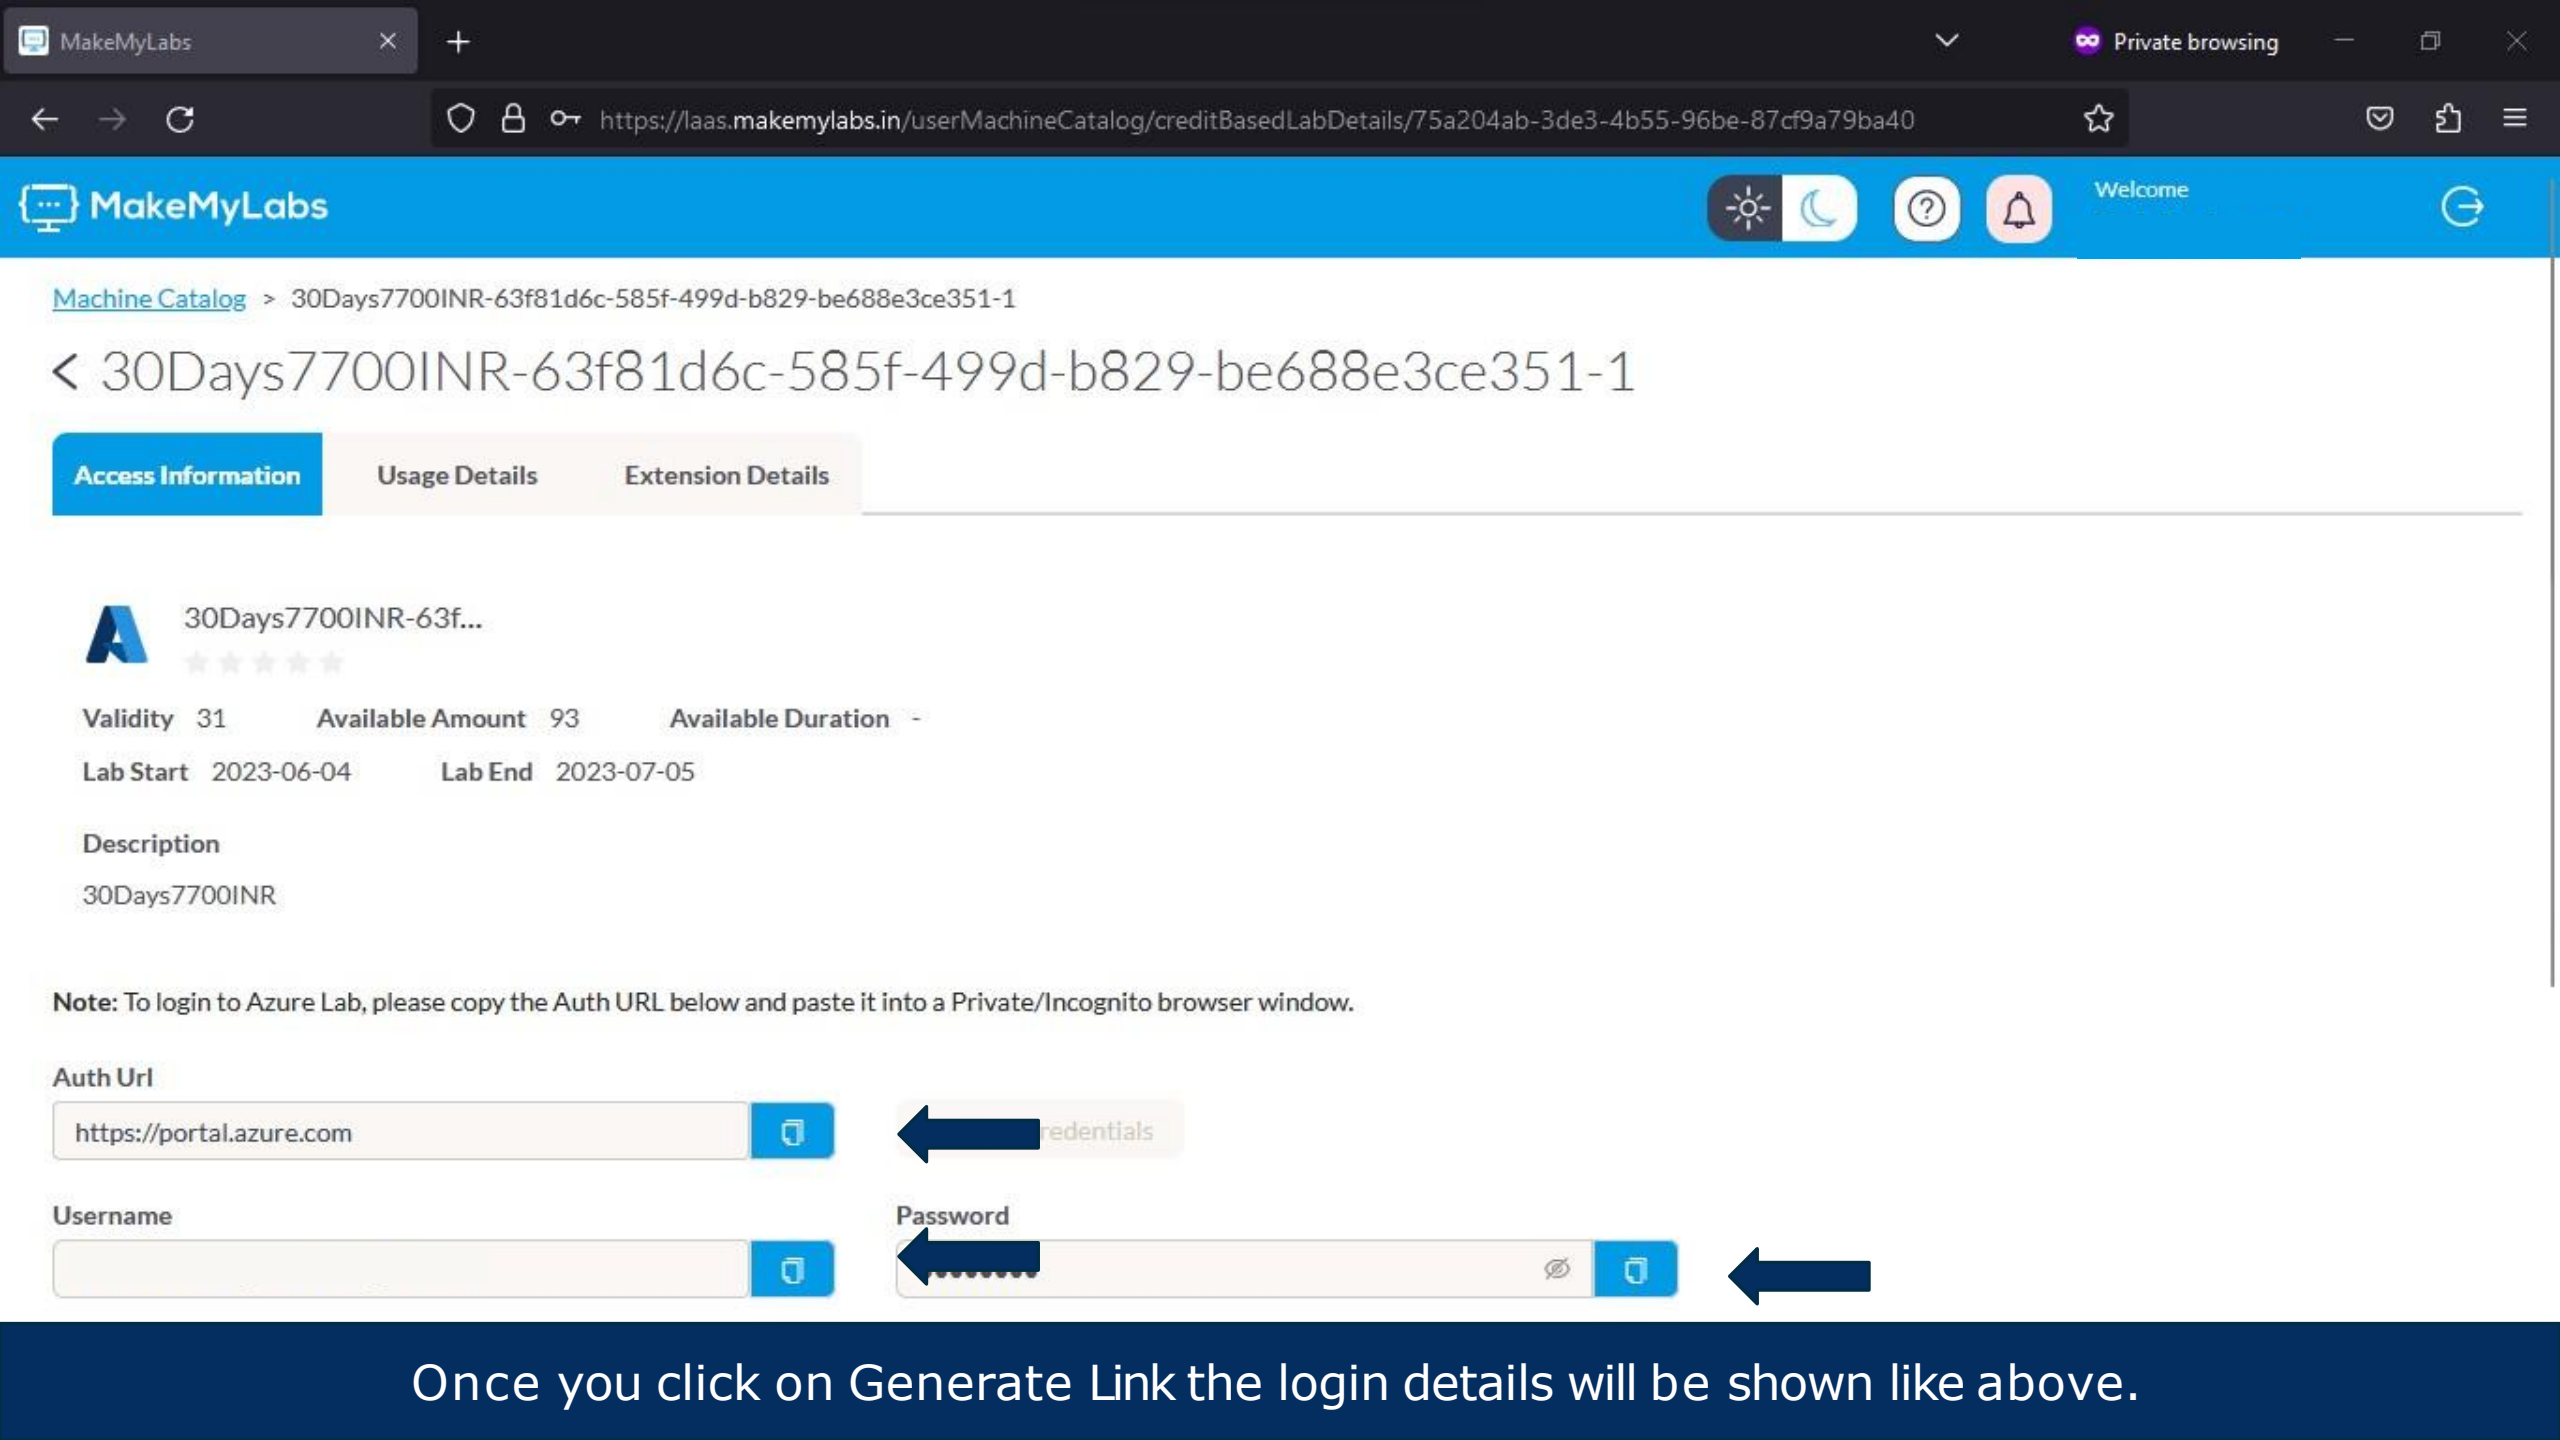 MakeMyLabs
Private browsing
https://laas.makemylabs.in/userMachineCatalog/creditBasedLabDetails/75a204ab-3de3-4b55-96be-87cf9a79ba40
MakeMyLabs
Welcome
Machine Catalog > 30Days7700INR-63f81d6c-585f-499d-b829-be688e3ce351-1
< 30Days7700INR-63f81d6c-585f-499d-b829-be688e3ce351-1
Access Information Usage Details Extension Details
30Days7700INR-63f...
Validity 31 Available Amount 93 Available Duration -
Lab Start 2023-06-04 Lab End 2023-07-05
Description
30Days7700INR
Note: To login to Azure Lab, please copy the Auth URL below and paste it into a Private/Incognito browser window.
Auth Url
https://portal.azure.com
redentials
Username Password
Once you click on Generate Link the login details will be shown like above.